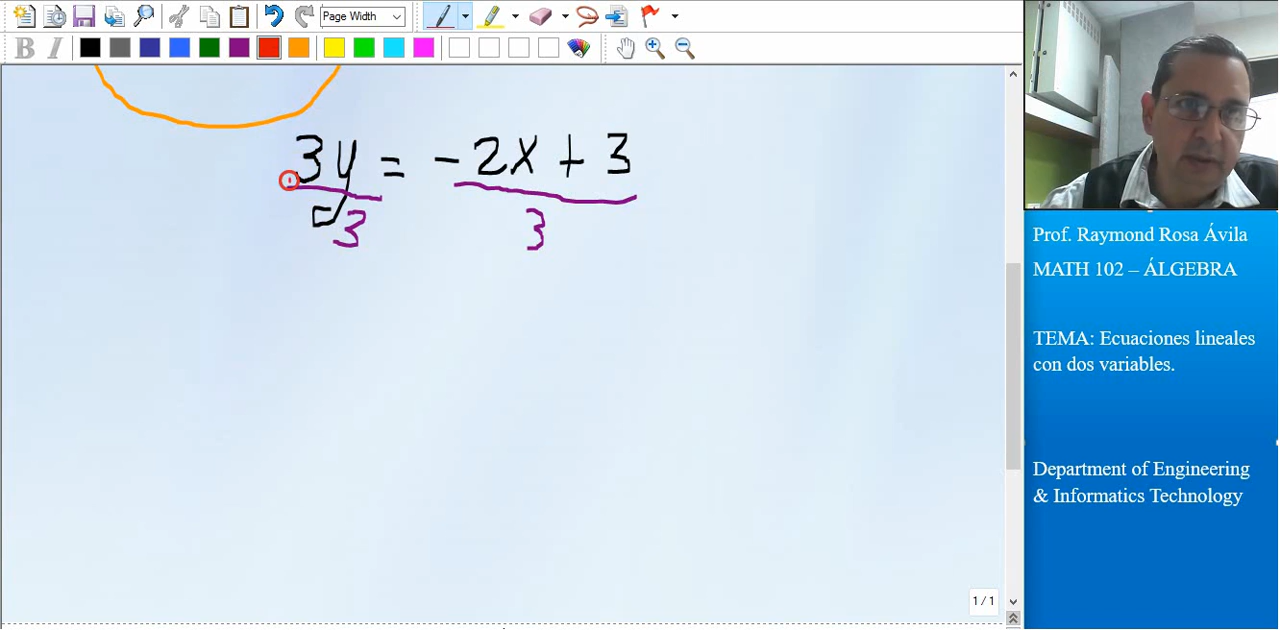 Page Width
B I
3y = -2x + 3
3 3
1 / 1
Prof. Raymond Rosa Ávila
MATH 102 – ÁLGEBRA
TEMA: Ecuaciones lineales
con dos variables.
Department of Engineering
& Informatics Technology